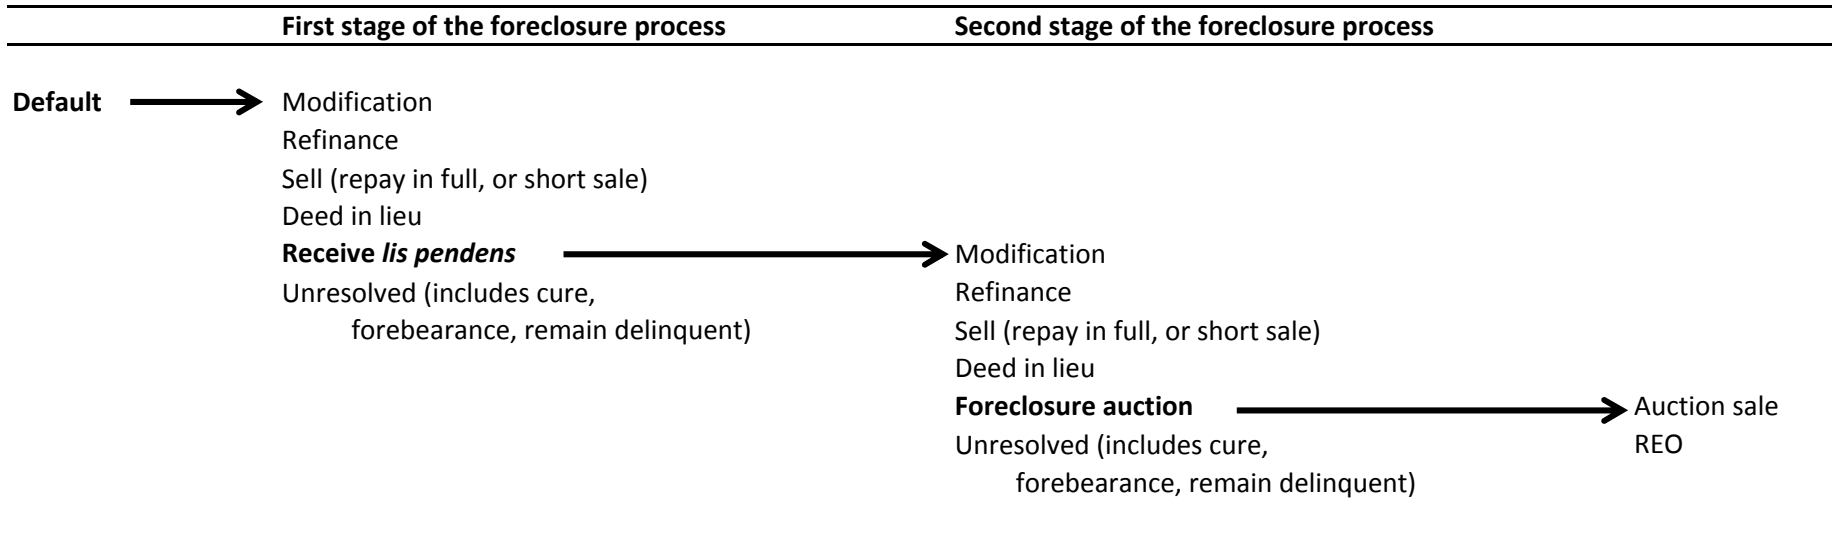 First stage of the foreclosure process Second stage of the foreclosure process
Default Modification
Refinance
Sell (repay in full, or short sale)
Deed in lieu
Receive lis pendens Modification
Unresolved (includes cure, Refinance
forebearance, remain delinquent) Sell (repay in full, or short sale)
Deed in lieu
Foreclosure auction Auction sale
Unresolved (includes cure, REO
forebearance, remain delinquent)